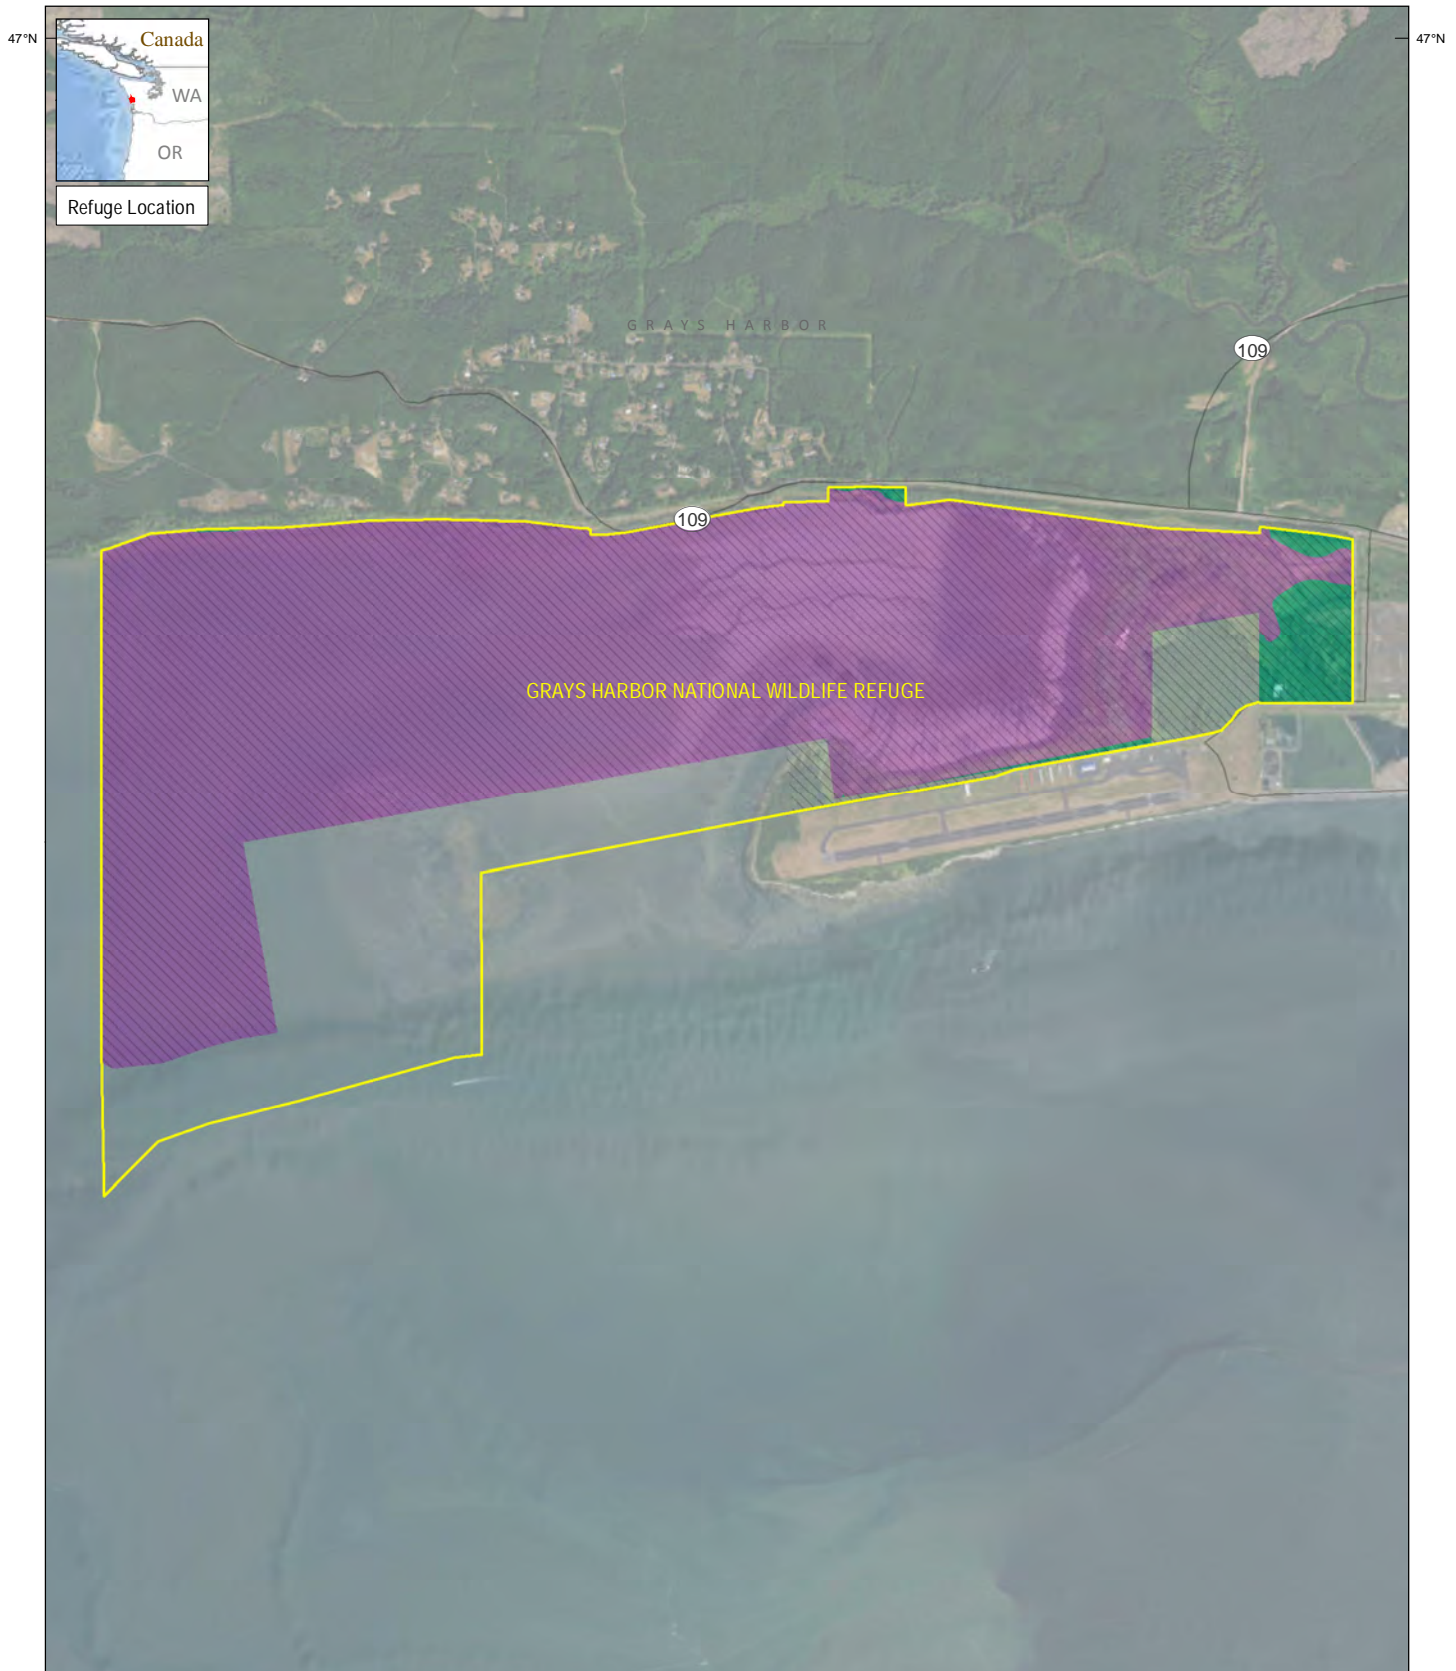 47°N
47°N
Canada
WA
OR
Refuge Location
GRAYS HARBOR
109
109
GRAYS HARBOR NATIONAL WILDLIFE REFUGE